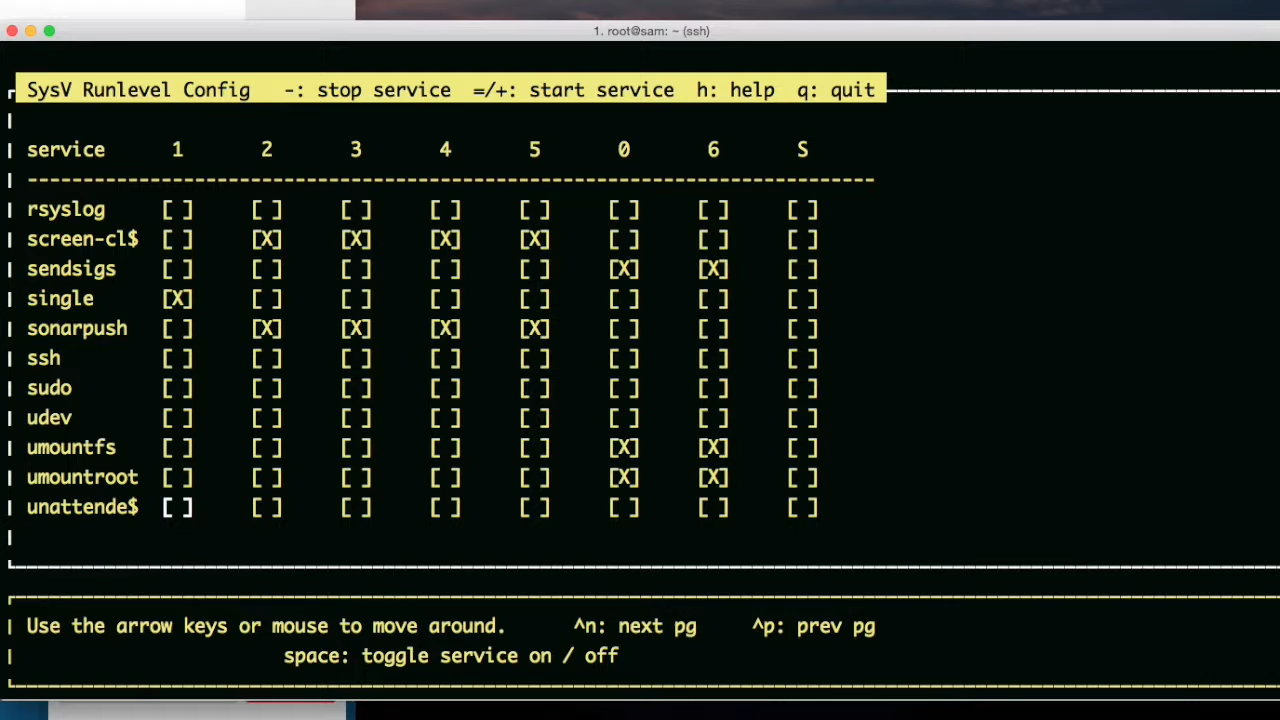 1. root@sam: ~ (ssh)
SysV Runlevel Config   -: stop service  =/+: start service  h: help  q: quit
service      1       2       3       4       5       0       6       S
----------------------------------------------------------------------------
rsyslog     [ ]     [ ]     [ ]     [ ]     [ ]     [ ]     [ ]     [ ]
screen-cl$  [ ]     [X]     [X]     [X]     [X]     [ ]     [ ]     [ ]
sendsigs    [ ]     [ ]     [ ]     [ ]     [ ]     [X]     [X]     [ ]
single      [X]     [ ]     [ ]     [ ]     [ ]     [ ]     [ ]     [ ]
sonarpush   [ ]     [X]     [X]     [X]     [X]     [ ]     [ ]     [ ]
ssh         [ ]     [ ]     [ ]     [ ]     [ ]     [ ]     [ ]     [ ]
sudo        [ ]     [ ]     [ ]     [ ]     [ ]     [ ]     [ ]     [ ]
udev        [ ]     [ ]     [ ]     [ ]     [ ]     [ ]     [ ]     [ ]
umountfs    [ ]     [ ]     [ ]     [ ]     [ ]     [X]     [X]     [ ]
umountroot  [ ]     [ ]     [ ]     [ ]     [ ]     [X]     [X]     [ ]
unattende$  [ ]     [ ]     [ ]     [ ]     [ ]     [ ]     [ ]     [ ]
Use the arrow keys or mouse to move around.      ^n: next pg     ^p: prev pg
space: toggle service on / off